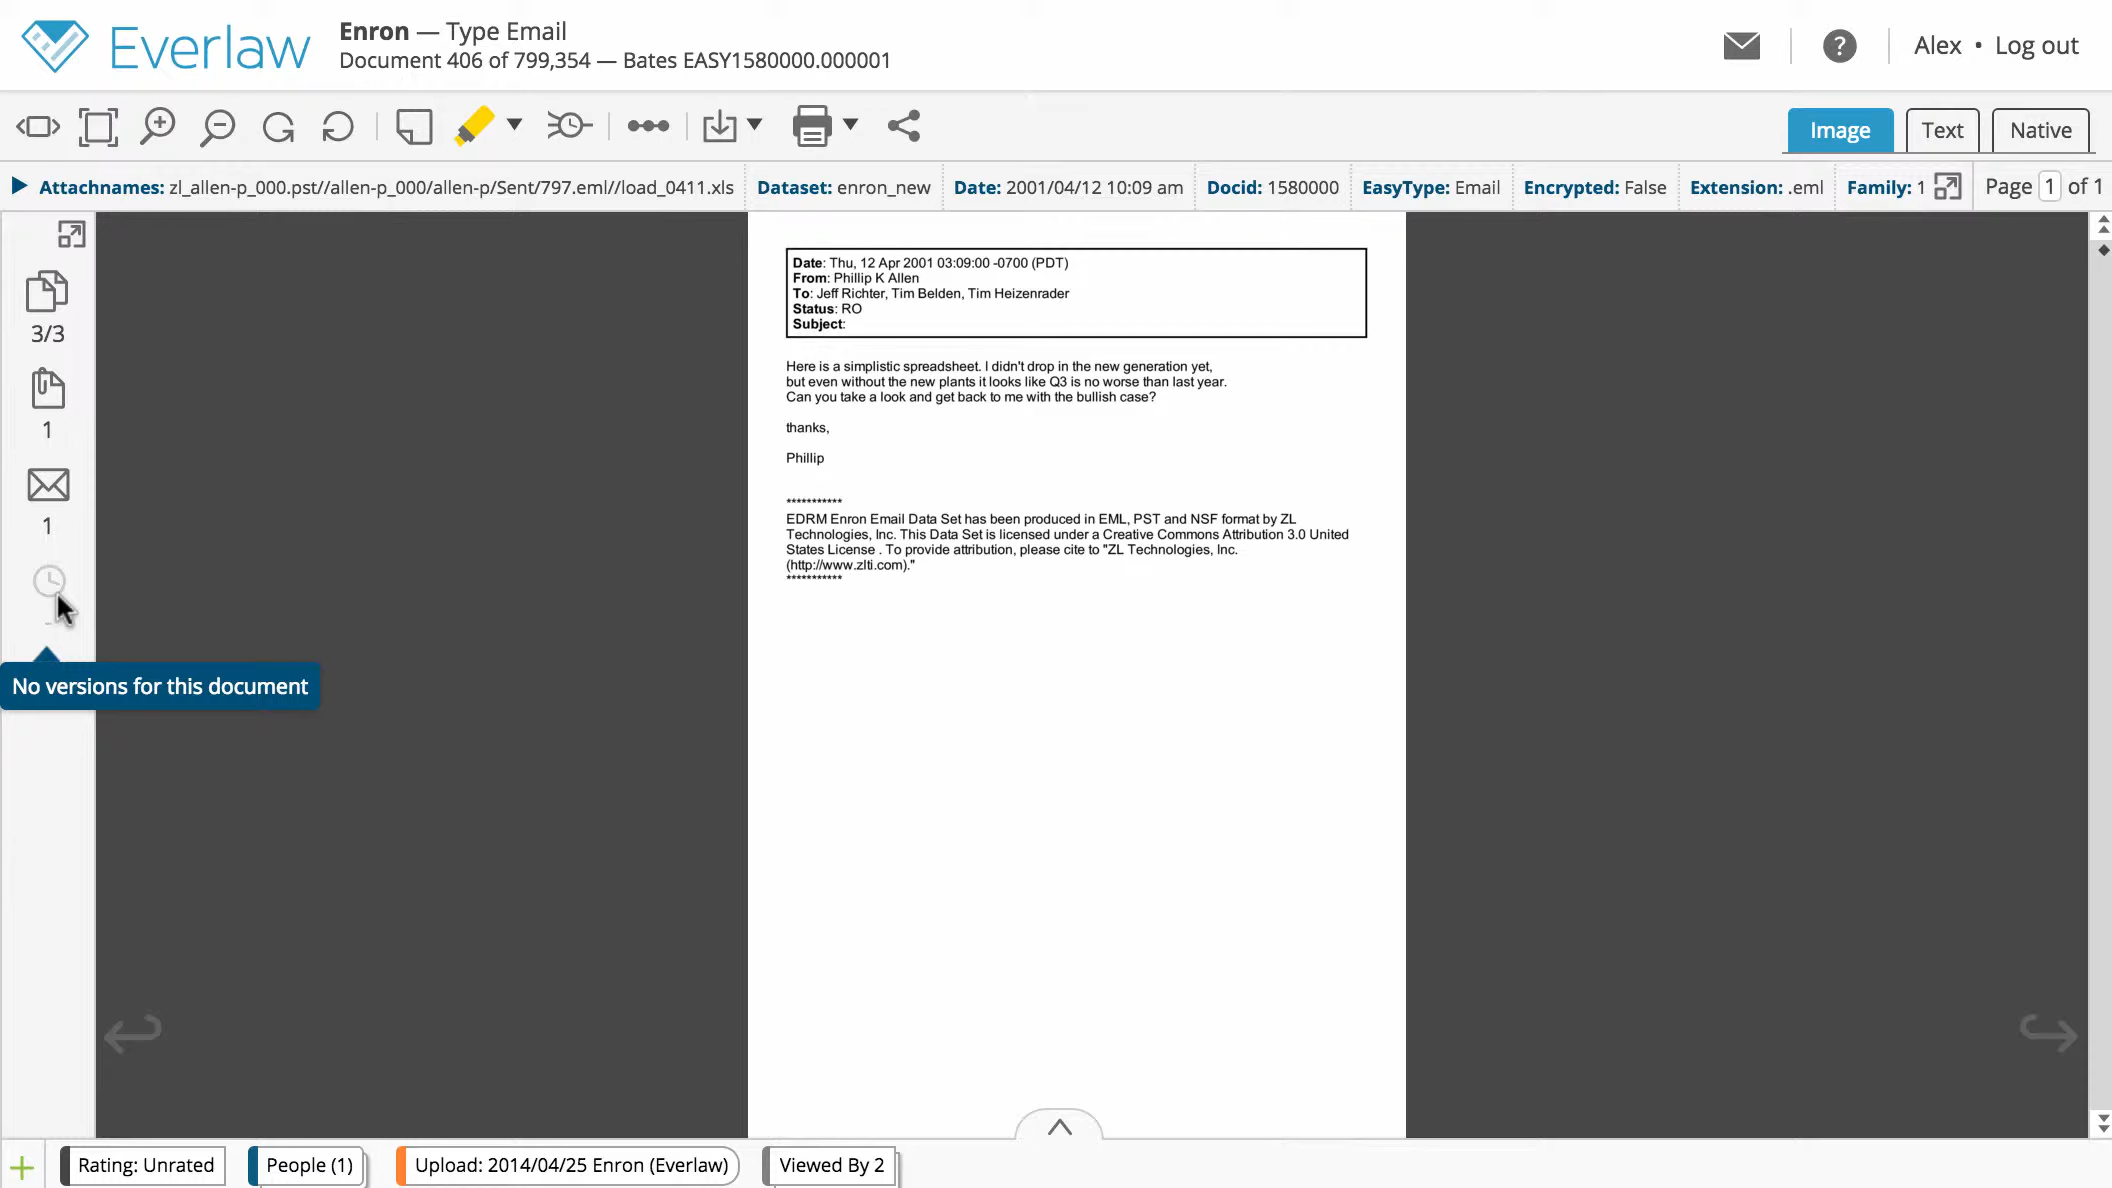 Everlaw
Enron — Type Email
Document 406 of 799,354 — Bates EASY1580000.000001
? Alex • Log out
Image Text Native
Attachnames: zl_allen-p_000.pst//allen-p_000/allen-p/Sent/797.eml//load_0411.xls Dataset: enron_new Date: 2001/04/12 10:09 am Docid: 1580000 EasyType: Email Encrypted: False Extension: .eml Family: 1 Page 1 of 1
Date: Thu, 12 Apr 2001 03:09:00 -0700 (PDT)
From: Phillip K Allen
To: Jeff Richter, Tim Belden, Tim Heizenrader
Status: RO
Subject:
3/3
1
1
-
No versions for this document
Here is a simplistic spreadsheet. I didn't drop in the new generation yet,
but even without the new plants it looks like Q3 is no worse than last year.
Can you take a look and get back to me with the bullish case?
thanks,
Phillip
***********
EDRM Enron Email Data Set has been produced in EML, PST and NSF format by ZL
Technologies, Inc. This Data Set is licensed under a Creative Commons Attribution 3.0 United
States License . To provide attribution, please cite to "ZL Technologies, Inc.
(http://www.zlti.com)."
***********
Rating: Unrated People (1) Upload: 2014/04/25 Enron (Everlaw) Viewed By 2